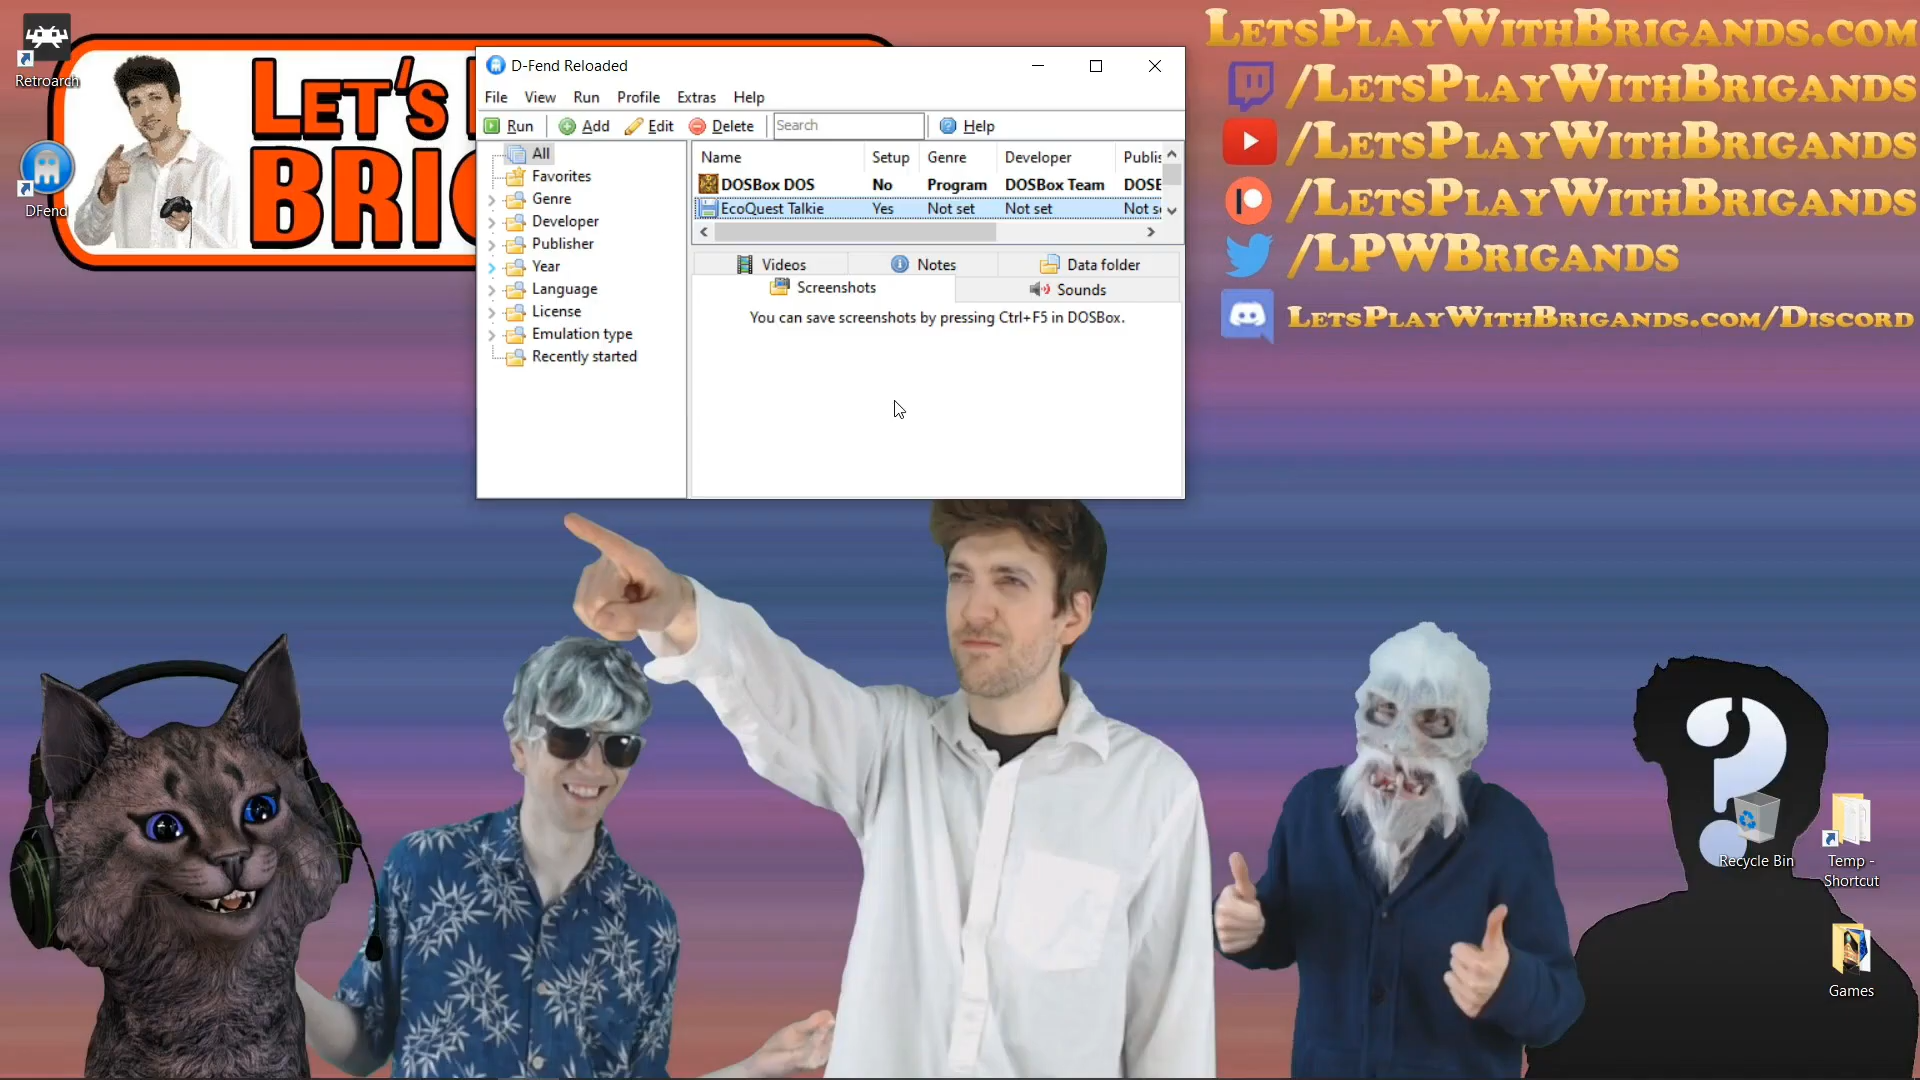 Retroarch
DFend
LET'S
BRI
D-Fend Reloaded
File View Run Profile Extras Help
Run Add Edit Delete Search Help
All
Favorites
Genre
Developer
Publisher
Year
Language
License
Emulation type
Recently started
Name Setup Genre Developer Publis
DOSBox DOS No Program DOSBox Team DOSE
EcoQuest Talkie Yes Not set Not set Not s
Videos Notes Data folder
Screenshots Sounds
You can save screenshots by pressing Ctrl+F5 in DOSBox.
LETSPLAYWITHBRIGANDS.COM
/LETSPLAYWITHBRIGANDS
/LETSPLAYWITHBRIGANDS
/LETSPLAYWITHBRIGANDS
/LPWBRIGANDS
LETSPLAYWITHBRIGANDS.COM/DISCORD
?
Recycle Bin
Temp -
Shortcut
Games